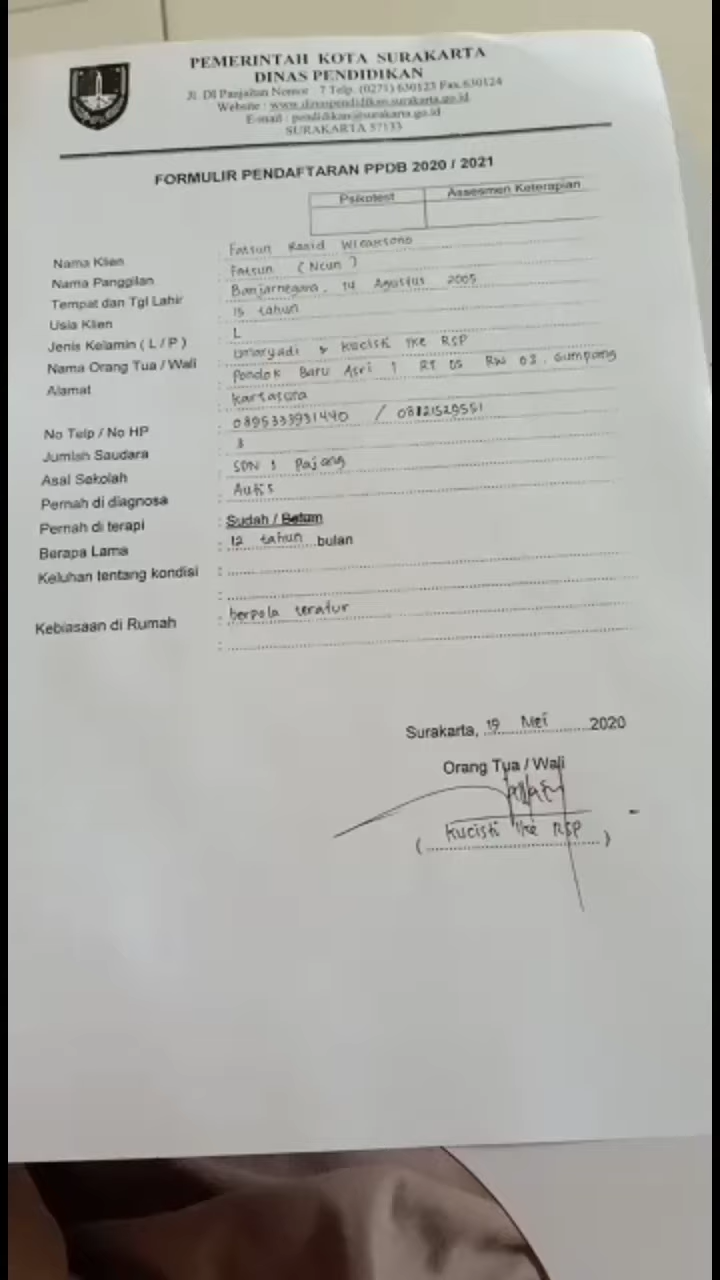 PEMERINTAH KOTA SURAKARTA
DINAS PENDIDIKAN
Jl. DI Panjaitan Nomor : 7 Telp. (0271) 630123 Fax.630124
Website : www.dinaspendidikan.surakarta.go.id
E-mail : pendidikan@surakarta.go.id
SURAKARTA 57133
FORMULIR PENDAFTARAN PPDB 2020 / 2021
Psikotest Assesmen Keterapian
Nama Klien : Fatsun Rasid
Nama Panggilan : Fatsun (Ncun)
Tempat dan Tgl Lahir : Banjarnegara, 14 Agustus 2005
Usia Klien : 15 tahun
Jenis Kelamin ( L / P ) : L
Nama Orang Tua / Wali : Umaryadi & Kucisti Ike RSP
Alamat : Pondok Baru Asri 1 RT 05 RW 03. Gumpang
Kartasura
No Telp / No HP : 0895333931440 / 08121529551
Jumlah Saudara : 3
Asal Sekolah : SDN 1 Pajang
Pernah di diagnosa : Autis
Pernah di terapi : Sudah / Belum
Berapa Lama : 12 tahun bulan
Keluhan tentang kondisi :
:
Kebiasaan di Rumah : berpola teratur
:
Surakarta, 19 Mei 2020
Orang Tua / Wali
( Kucisti Ike RSP )